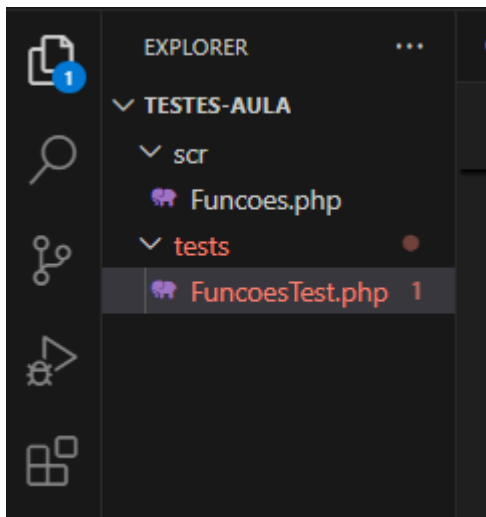 EXPLORER ...
TESTES-AULA
scr
Funcoes.php
tests
FuncoesTest.php 1
1